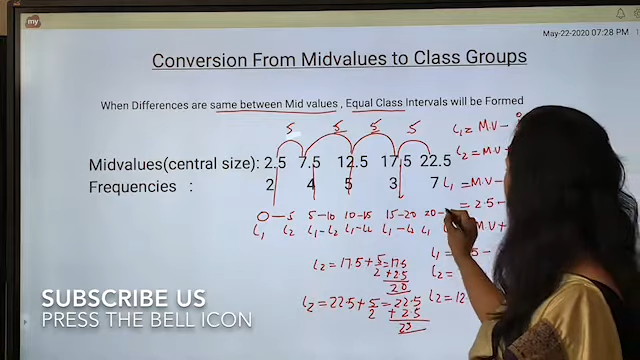 my
May-22-2020 07:28 PM
Conversion From Midvalues to Class Groups
When Differences are same between Mid values , Equal Class Intervals will be Formed
5 5 5 5
Midvalues(central size): 2.5 7.5 12.5 17.5 22.5
Frequencies : 2 4 5 3 7
0-5 5-10 10-15 15-20 20-
L₁ L₂ L₁-L₂ L₁-L₂ L₁-L₂ L₁
L₂ = 17.5 + 5/2 = 17.5
+ 2.5
20
L₂ = 22.5 + 5/2 = 22.5
+ 2.5
L₁ = M.V -
L₂ = M.V +
L₁ = M.V -
= 2.5 -
M.V +
L₁ =
L₂ =
L₂ = 12.
SUBSCRIBE US
PRESS THE BELL ICON